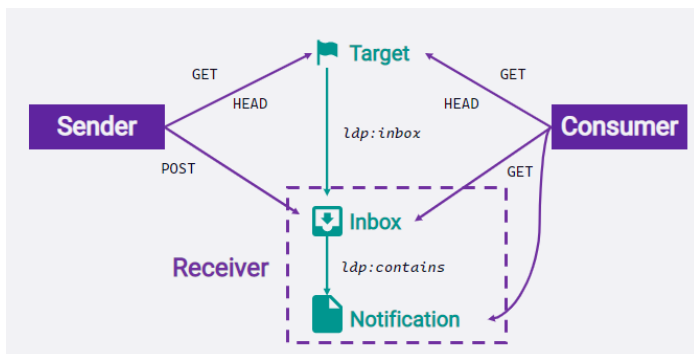 Target
GET
GET
HEAD
HEAD
Sender
Consumer
ldp:inbox
POST
GET
Inbox
Receiver
ldp:contains
Notification